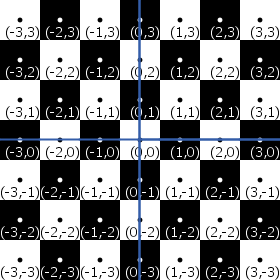 (-3,3) (-2,3) (-1,3) (0,3) (1,3) (2,3) (3,3)
(-3,2) (-2,2) (-1,2) (0,2) (1,2) (2,2) (3,2)
(-3,1) (-2,1) (-1,1) (0,1) (1,1) (2,1) (3,1)
(-3,0) (-2,0) (-1,0) (0,0) (1,0) (2,0) (3,0)
(-3,-1) (-2,-1) (-1,-1) (0,-1) (1,-1) (2,-1) (3,-1)
(-3,-2) (-2,-2) (-1,-2) (0,-2) (1,-2) (2,-2) (3,-2)
(-3,-3) (-2,-3) (-1,-3) (0,-3) (1,-3) (2,-3) (3,-3)